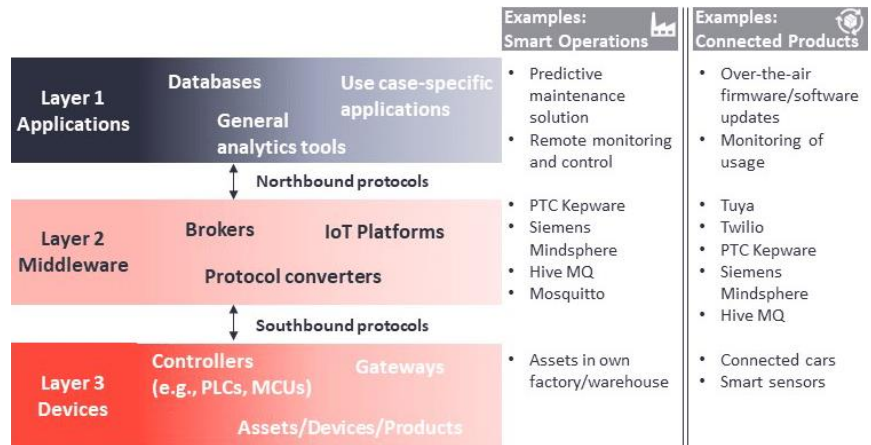 Examples:
Smart Operations
Examples:
Connected Products
Layer 1
Applications
Databases
General
analytics tools
Use case-specific
applications
• Predictive
maintenance
solution
• Remote monitoring
and control
• Over-the-air
firmware/software
updates
• Monitoring of
usage
Northbound protocols
Layer 2
Middleware
Brokers
IoT Platforms
Protocol converters
• PTC Kepware
• Siemens
Mindsphere
• Hive MQ
• Mosquitto
• Tuya
• Twilio
• PTC Kepware
• Siemens
Mindsphere
• Hive MQ
Southbound protocols
Layer 3
Devices
Controllers
(e.g., PLCs, MCUs)
Gateways
Assets/Devices/Products
• Assets in own
factory/warehouse
• Connected cars
• Smart sensors